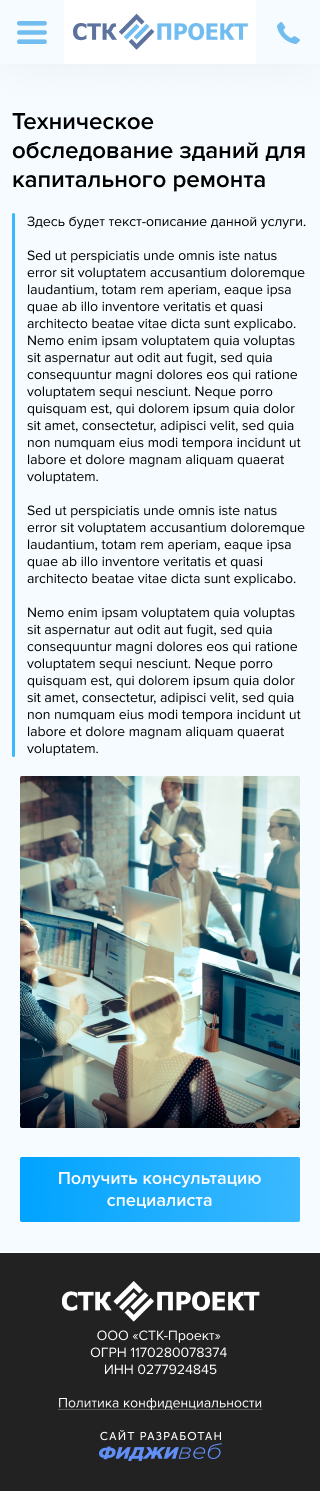 СТК ПРОЕКТ
Техническое
обследование зданий для
капитального ремонта
Здесь будет текст-описание данной услуги.
Sed ut perspiciatis unde omnis iste natus
error sit voluptatem accusantium doloremque
laudantium, totam rem aperiam, eaque ipsa
quae ab illo inventore veritatis et quasi
architecto beatae vitae dicta sunt explicabo.
Nemo enim ipsam voluptatem quia voluptas
sit aspernatur aut odit aut fugit, sed quia
consequuntur magni dolores eos qui ratione
voluptatem sequi nesciunt. Neque porro
quisquam est, qui dolorem ipsum quia dolor
sit amet, consectetur, adipisci velit, sed quia
non numquam eius modi tempora incidunt ut
labore et dolore magnam aliquam quaerat
voluptatem.
Sed ut perspiciatis unde omnis iste natus
error sit voluptatem accusantium doloremque
laudantium, totam rem aperiam, eaque ipsa
quae ab illo inventore veritatis et quasi
architecto beatae vitae dicta sunt explicabo.
Nemo enim ipsam voluptatem quia voluptas
sit aspernatur aut odit aut fugit, sed quia
consequuntur magni dolores eos qui ratione
voluptatem sequi nesciunt. Neque porro
quisquam est, qui dolorem ipsum quia dolor
sit amet, consectetur, adipisci velit, sed quia
non numquam eius modi tempora incidunt ut
labore et dolore magnam aliquam quaerat
voluptatem.
Получить консультацию
специалиста
СТК ПРОЕКТ
ООО «СТК-Проект»
ОГРН 1170280078374
ИНН 0277924845
Политика конфиденциальности
САЙТ РАЗРАБОТАН
ФИДЖИвеб